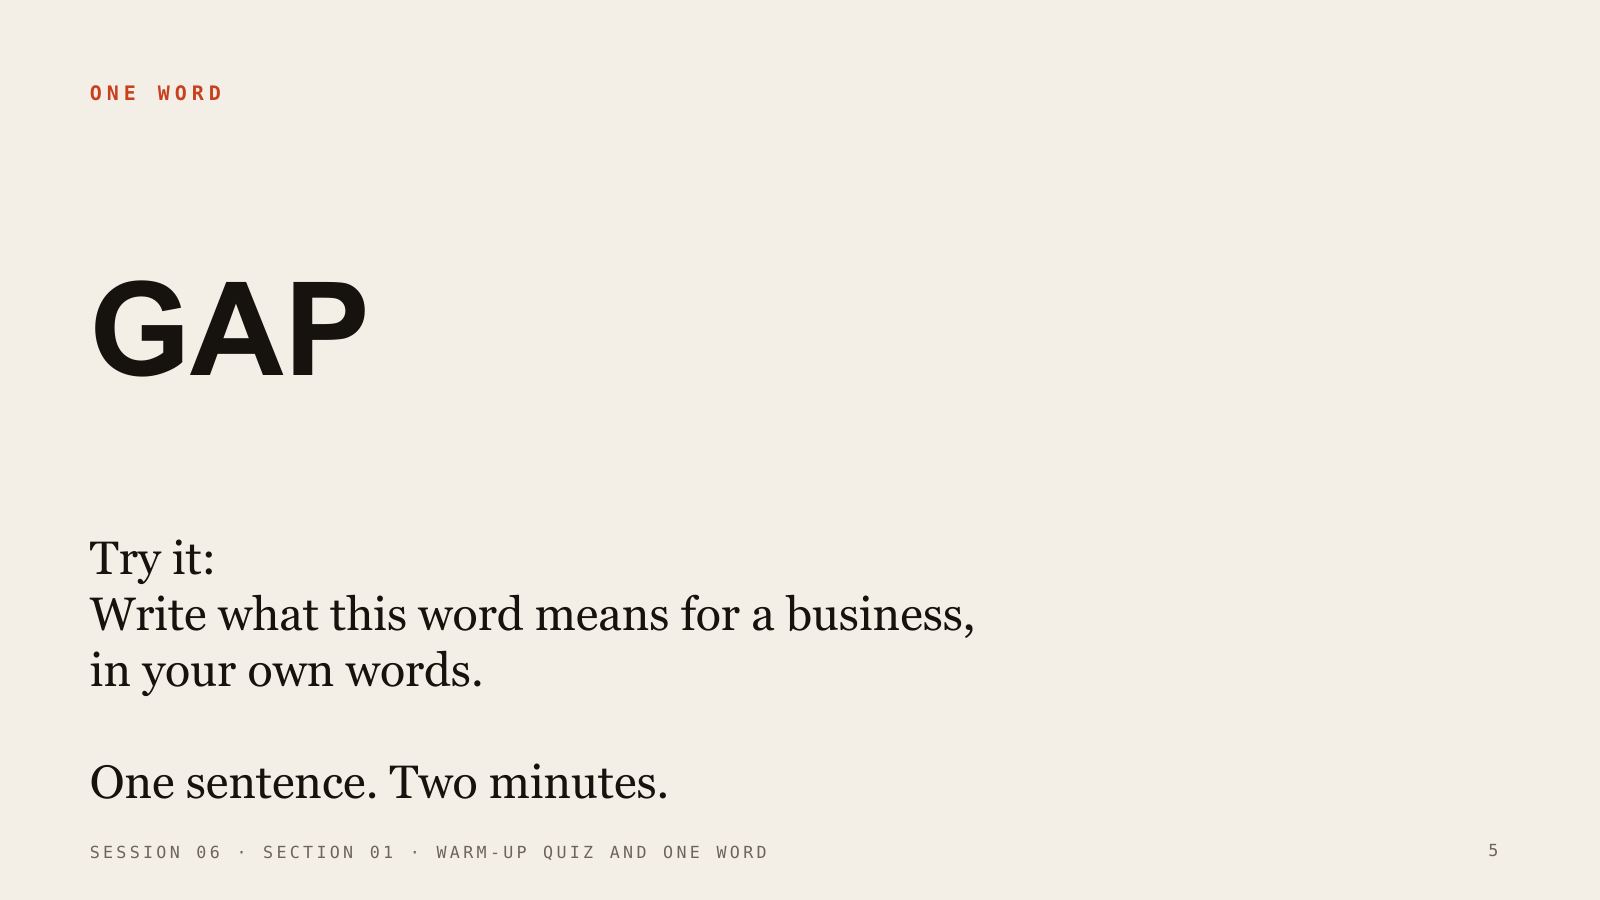 ONE WORD
GAP
Try it:
Write what this word means for a business,
in your own words.
One sentence. Two minutes.
SESSION 06 · SECTION 01 · WARM-UP QUIZ AND ONE WORD
5